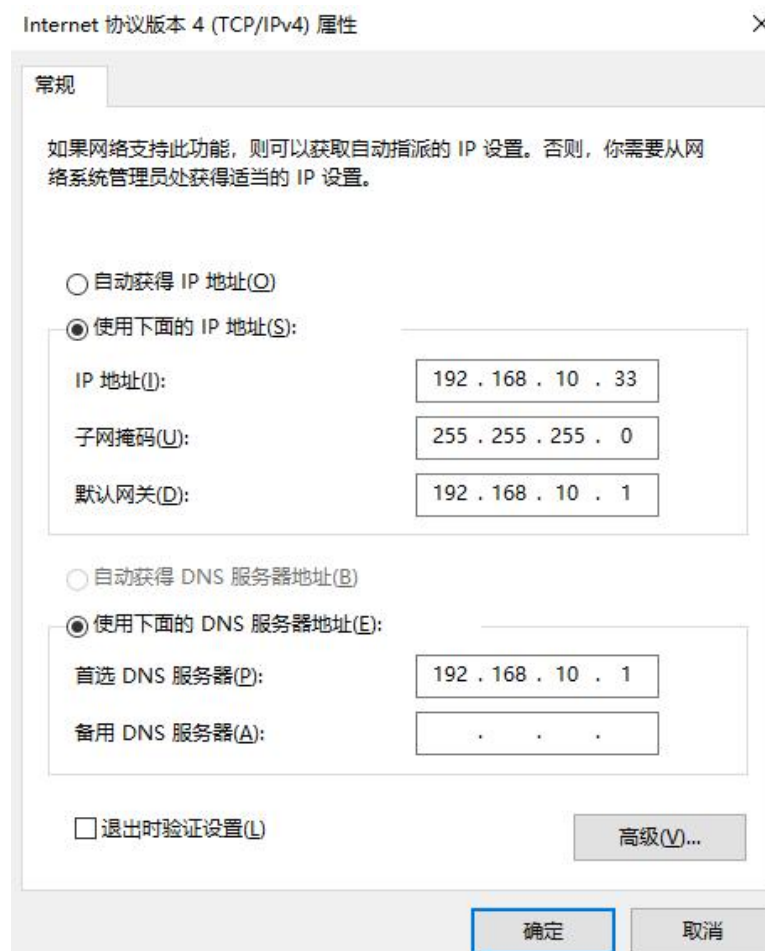 Internet 协议版本 4 (TCP/IPv4) 属性
常规
如果网络支持此功能，则可以获取自动指派的 IP 设置。否则，你需要从网
络系统管理员处获得适当的 IP 设置。
自动获得 IP 地址(O)
使用下面的 IP 地址(S):
IP 地址(I): 192 . 168 . 10 . 33
子网掩码(U): 255 . 255 . 255 . 0
默认网关(D): 192 . 168 . 10 . 1
自动获得 DNS 服务器地址(B)
使用下面的 DNS 服务器地址(E):
首选 DNS 服务器(P): 192 . 168 . 10 . 1
备用 DNS 服务器(A): . . .
退出时验证设置(L)
高级(V)...
确定 取消